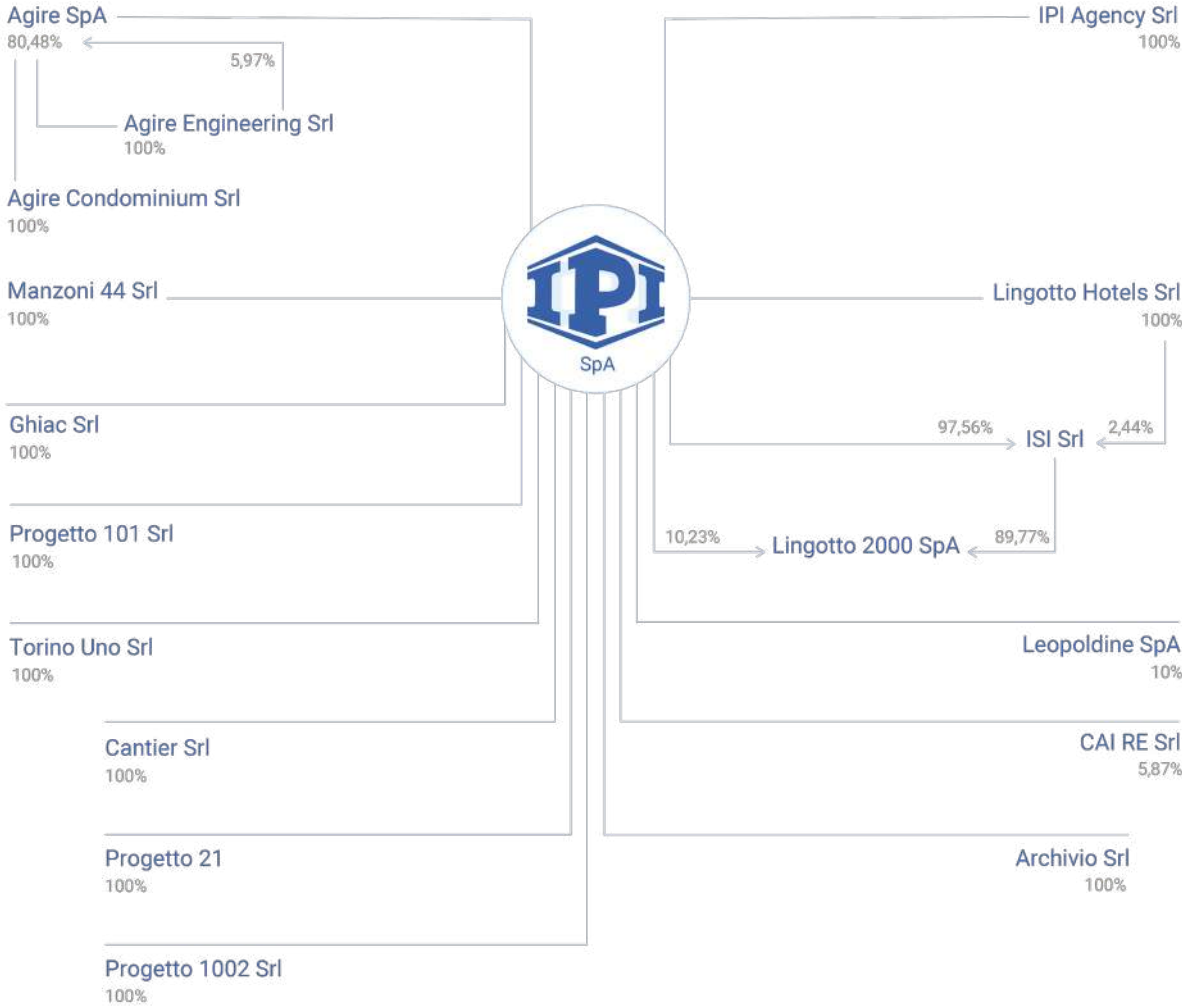 Agire SpA
80,48%
5,97%
Agire Engineering Srl
100%
Agire Condominium Srl
100%
Manzoni 44 Srl
100%
Ghiac Srl
100%
Progetto 101 Srl
100%
Torino Uno Srl
100%
Cantier Srl
100%
Progetto 21
100%
Progetto 1002 Srl
100%
IPI
SpA
IPI Agency Srl
100%
Lingotto Hotels Srl
100%
97,56%
ISI Srl
2,44%
10,23%
Lingotto 2000 SpA
89,77%
Leopoldine SpA
10%
CAI RE Srl
5,87%
Archivio Srl
100%